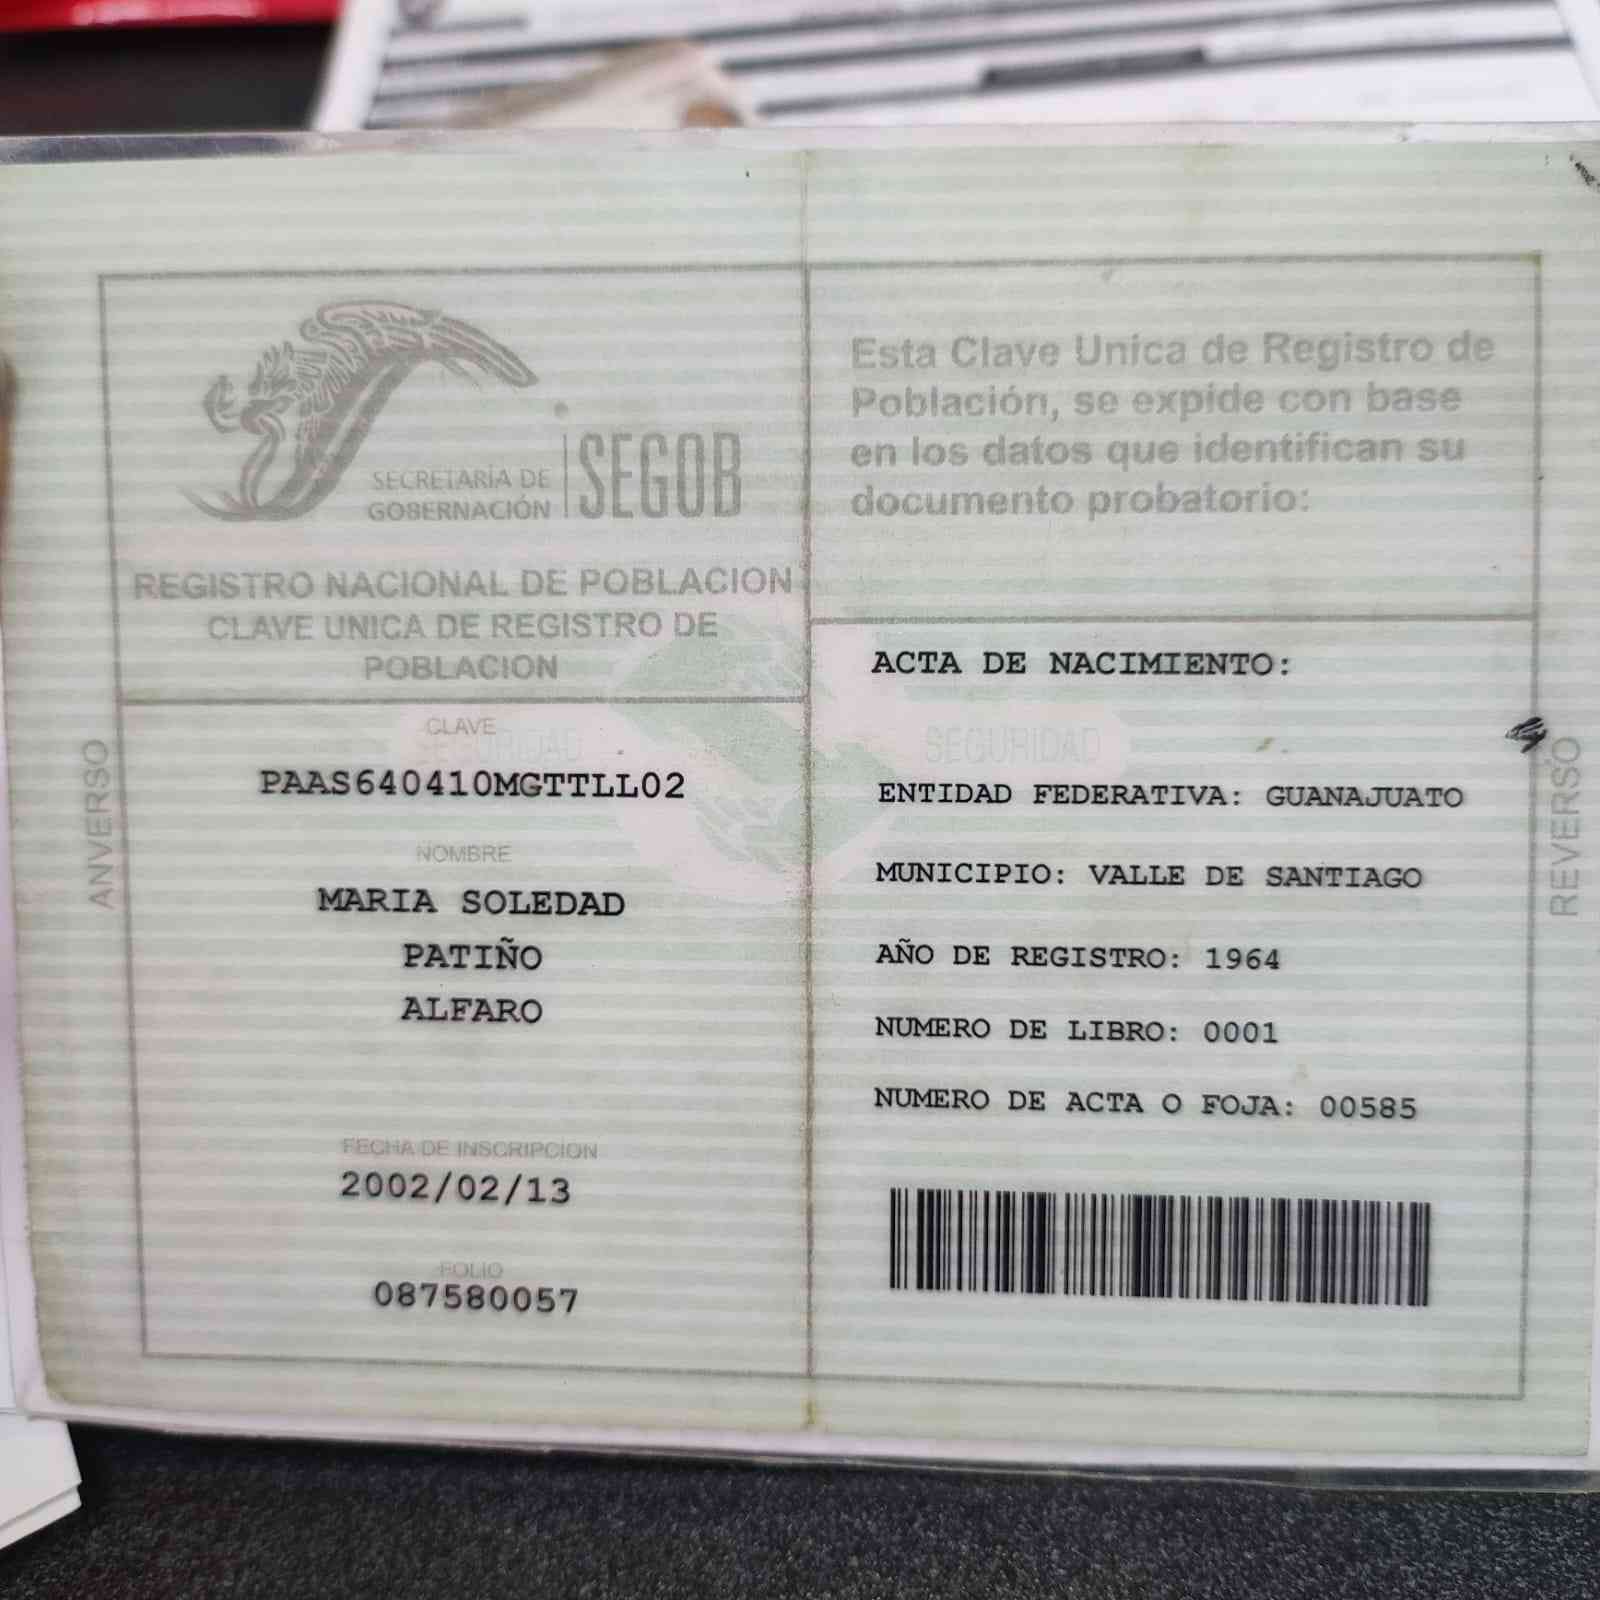 SECRETARÍA DE
GOBERNACIÓN
SEGOB
REGISTRO NACIONAL DE POBLACION
CLAVE UNICA DE REGISTRO DE
POBLACION
ANVERSO
CLAVE
SEGURIDAD
PAAS640410MGTTLL02
NOMBRE
MARIA SOLEDAD
PATIÑO
ALFARO
FECHA DE INSCRIPCION
2002/02/13
FOLIO
087580057
Esta Clave Unica de Registro de
Población, se expide con base
en los datos que identifican su
documento probatorio:
ACTA DE NACIMIENTO:
SEGURIDAD
ENTIDAD FEDERATIVA: GUANAJUATO
MUNICIPIO: VALLE DE SANTIAGO
AÑO DE REGISTRO: 1964
NUMERO DE LIBRO: 0001
NUMERO DE ACTA O FOJA: 00585
REVERSO